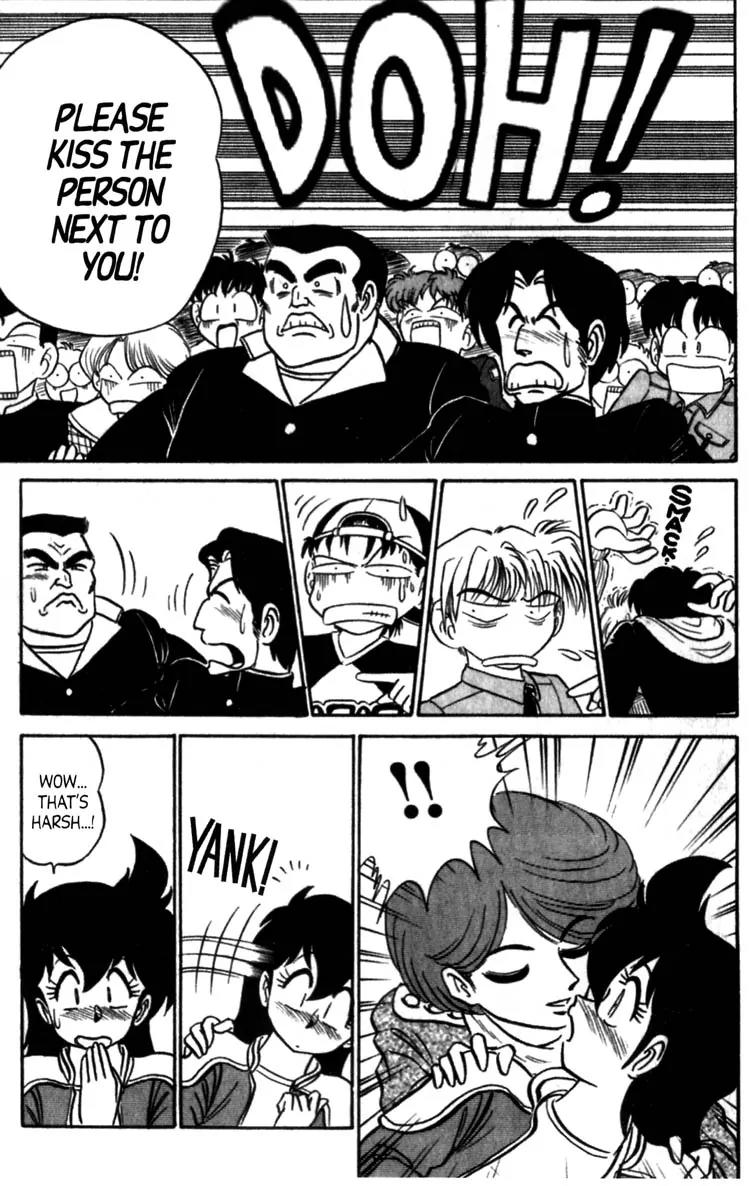 DOH!
PLEASE
KISS THE
PERSON
NEXT TO
YOU!
SMACK..
WOW...
THAT'S
HARSH...!
YANK!
!!